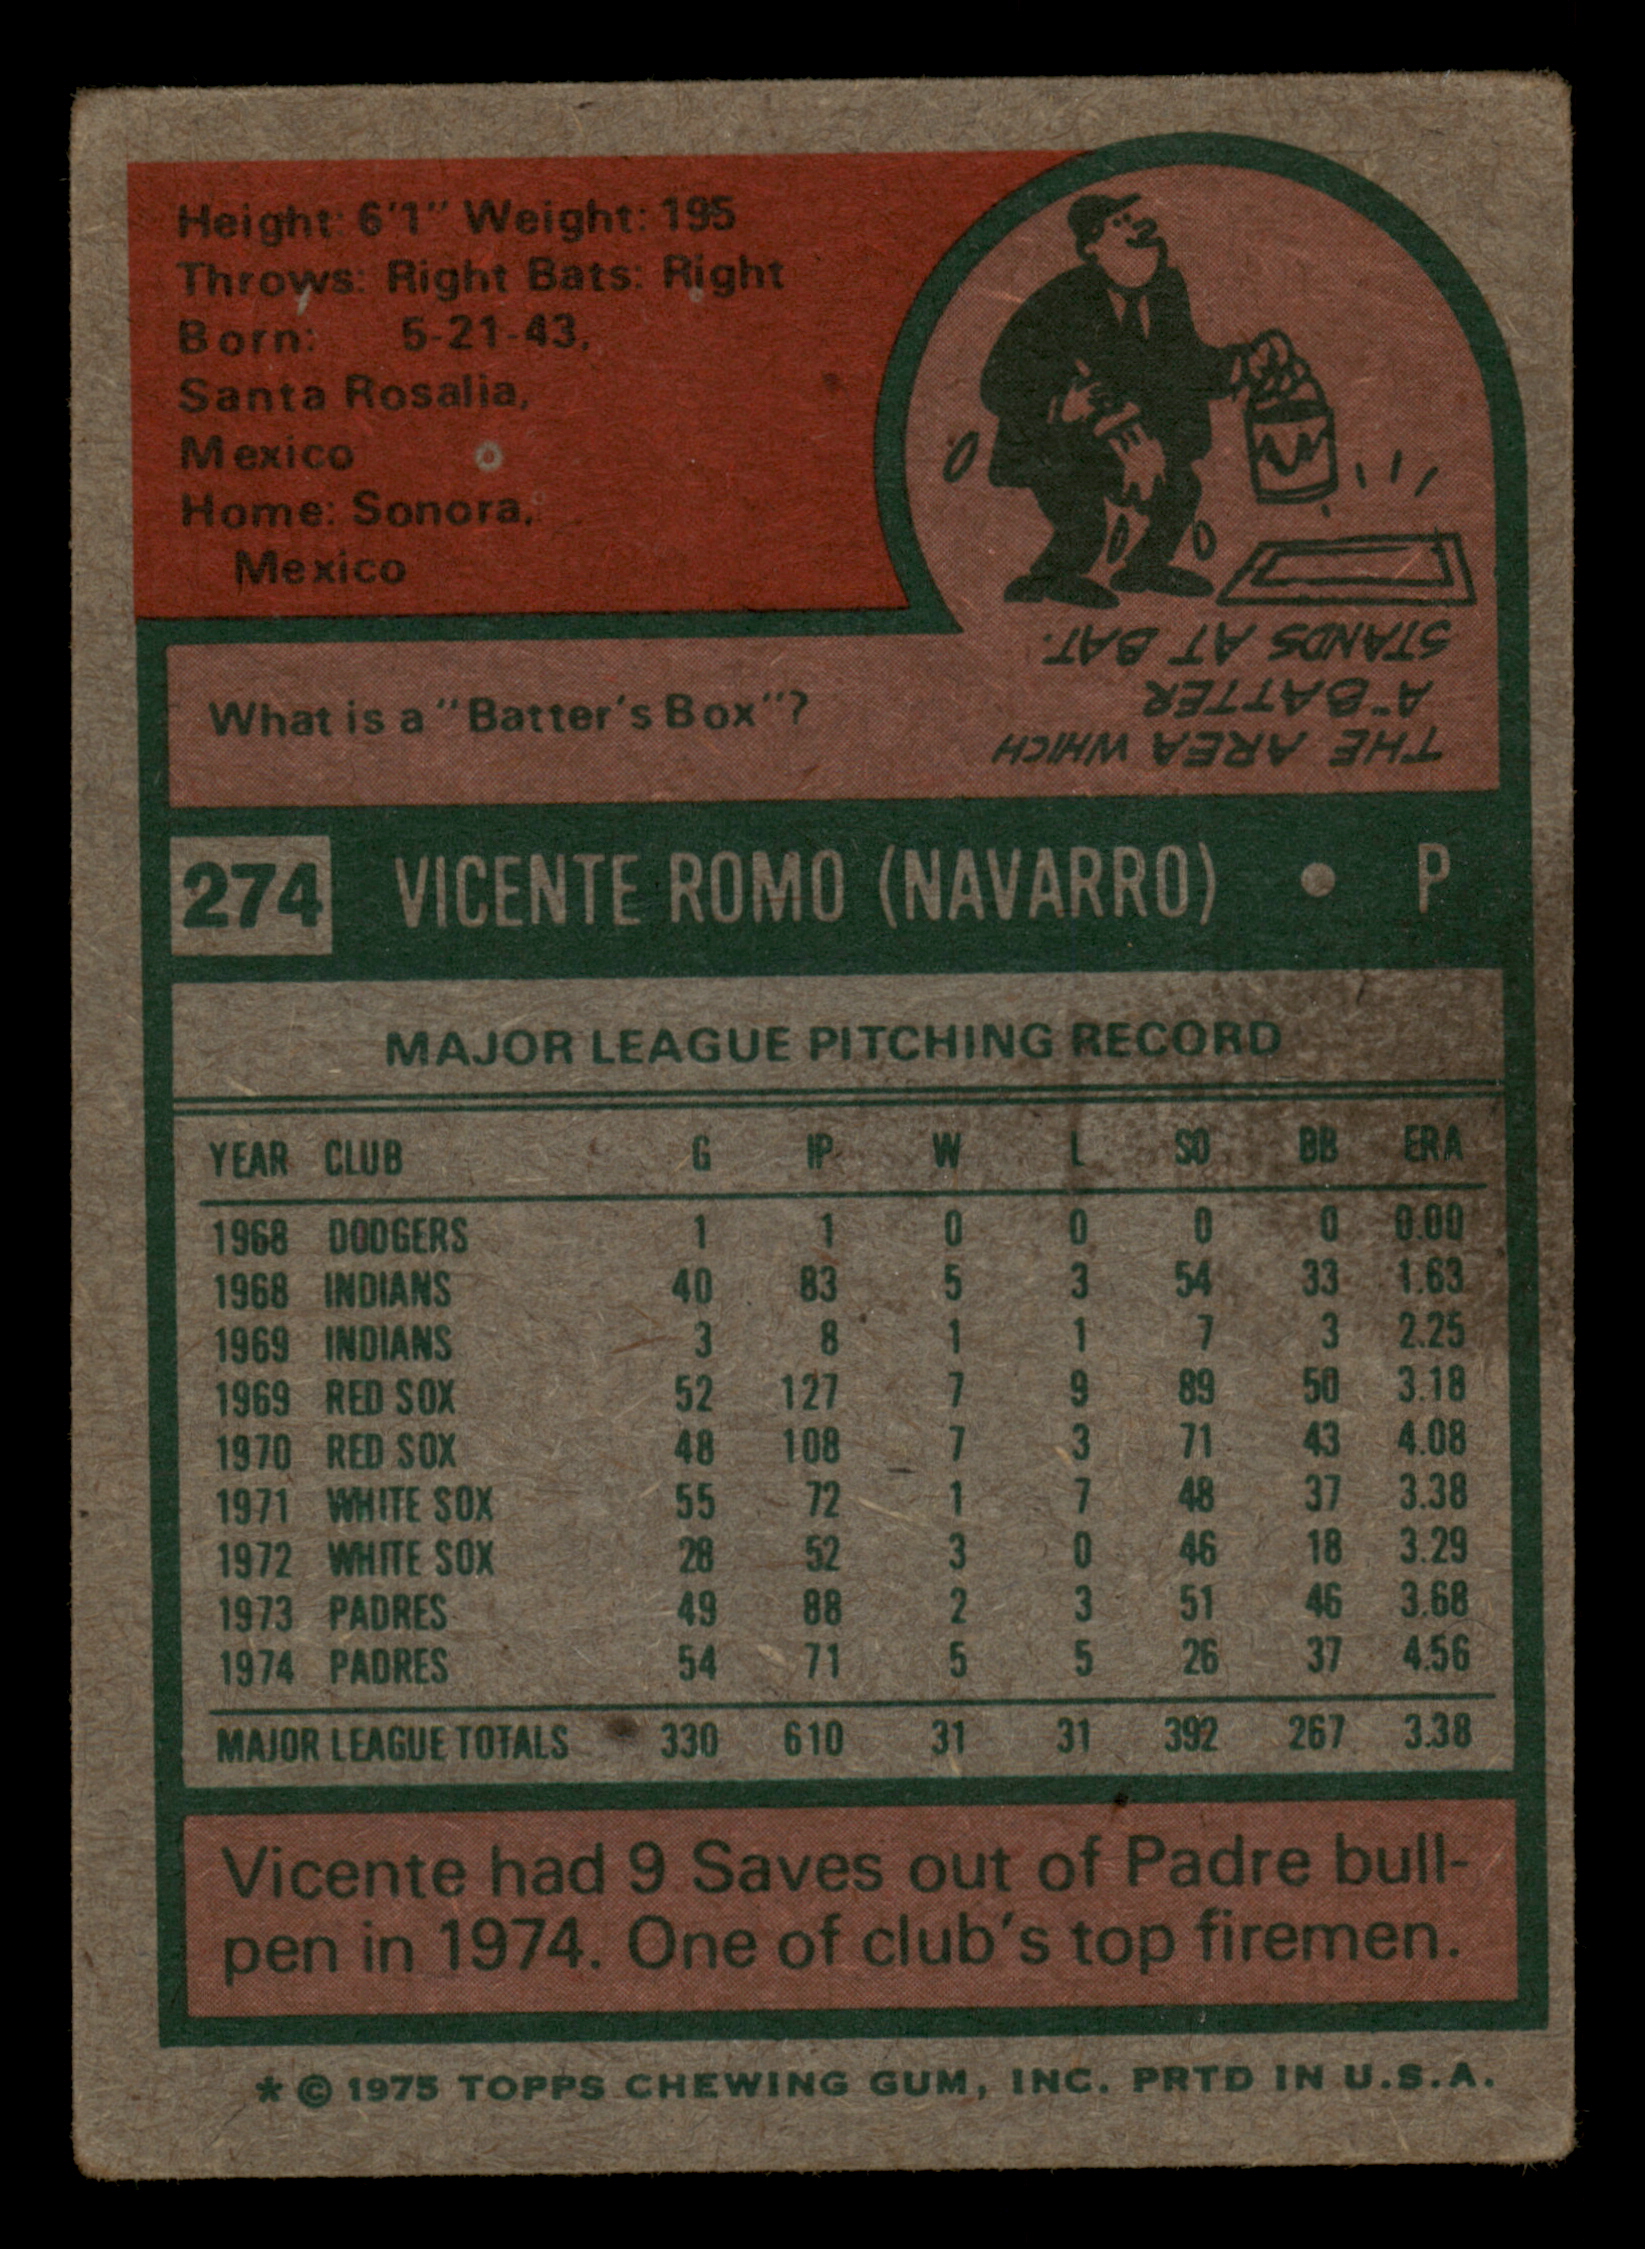 Height: 6'1" Weight: 195
Throws: Right Bats: Right
Born: 5-21-43,
Santa Rosalia,
Mexico
Home: Sonora,
Mexico
What is a "Batter's Box"?
THE AREA WHICH
A "BATTER
STANDS AT BAT.
274 VICENTE ROMO (NAVARRO) • P
MAJOR LEAGUE PITCHING RECORD
YEAR CLUB G IP W L SO BB ERA
1968 DODGERS 1 1 0 0 0 0 0.00
1968 INDIANS 40 83 5 3 54 33 1.63
1969 INDIANS 3 8 1 1 7 3 2.25
1969 RED SOX 52 127 7 9 89 50 3.18
1970 RED SOX 48 108 7 3 71 43 4.08
1971 WHITE SOX 55 72 1 7 48 37 3.38
1972 WHITE SOX 28 52 3 0 46 18 3.29
1973 PADRES 49 88 2 3 51 46 3.68
1974 PADRES 54 71 5 5 26 37 4.56
MAJOR LEAGUE TOTALS 330 610 31 31 392 267 3.38
Vicente had 9 Saves out of Padre bull-
pen in 1974. One of club's top firemen.
* © 1975 TOPPS CHEWING GUM, INC. PRTD IN U.S.A.